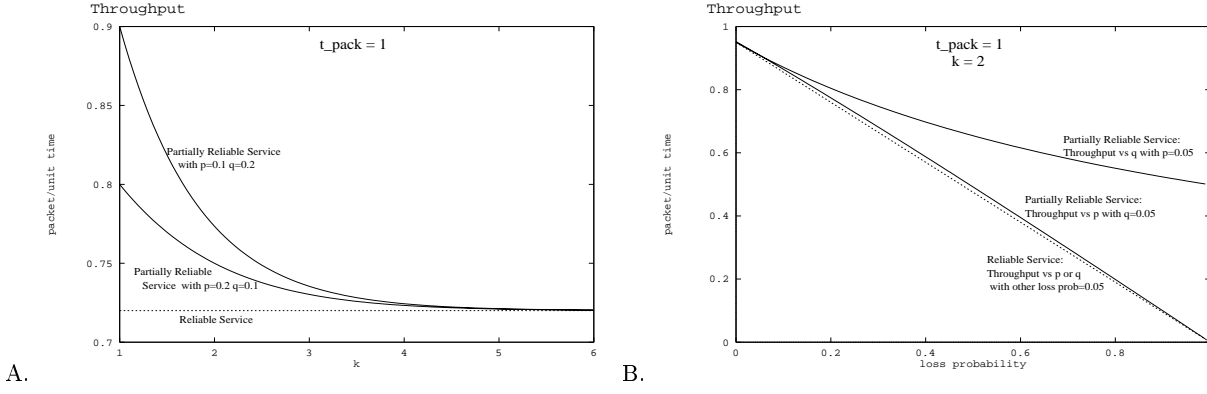 Throughput
0.9
0.85
0.8
0.75
0.7
packet/unit time
t_pack = 1
Partially Reliable Service
with p=0.1 q=0.2
Partially Reliable
Service with p=0.2 q=0.1
Reliable Service
1 2 3 4 5 6
k
A.
Throughput
1
0.8
0.6
0.4
0.2
0
packet/unit time
t_pack = 1
k = 2
Partially Reliable Service:
Throughput vs q with p=0.05
Partially Reliable Service:
Throughput vs p with q=0.05
Reliable Service:
Throughput vs p or q
with other loss prob=0.05
0 0.2 0.4 0.6 0.8
loss probability
B.